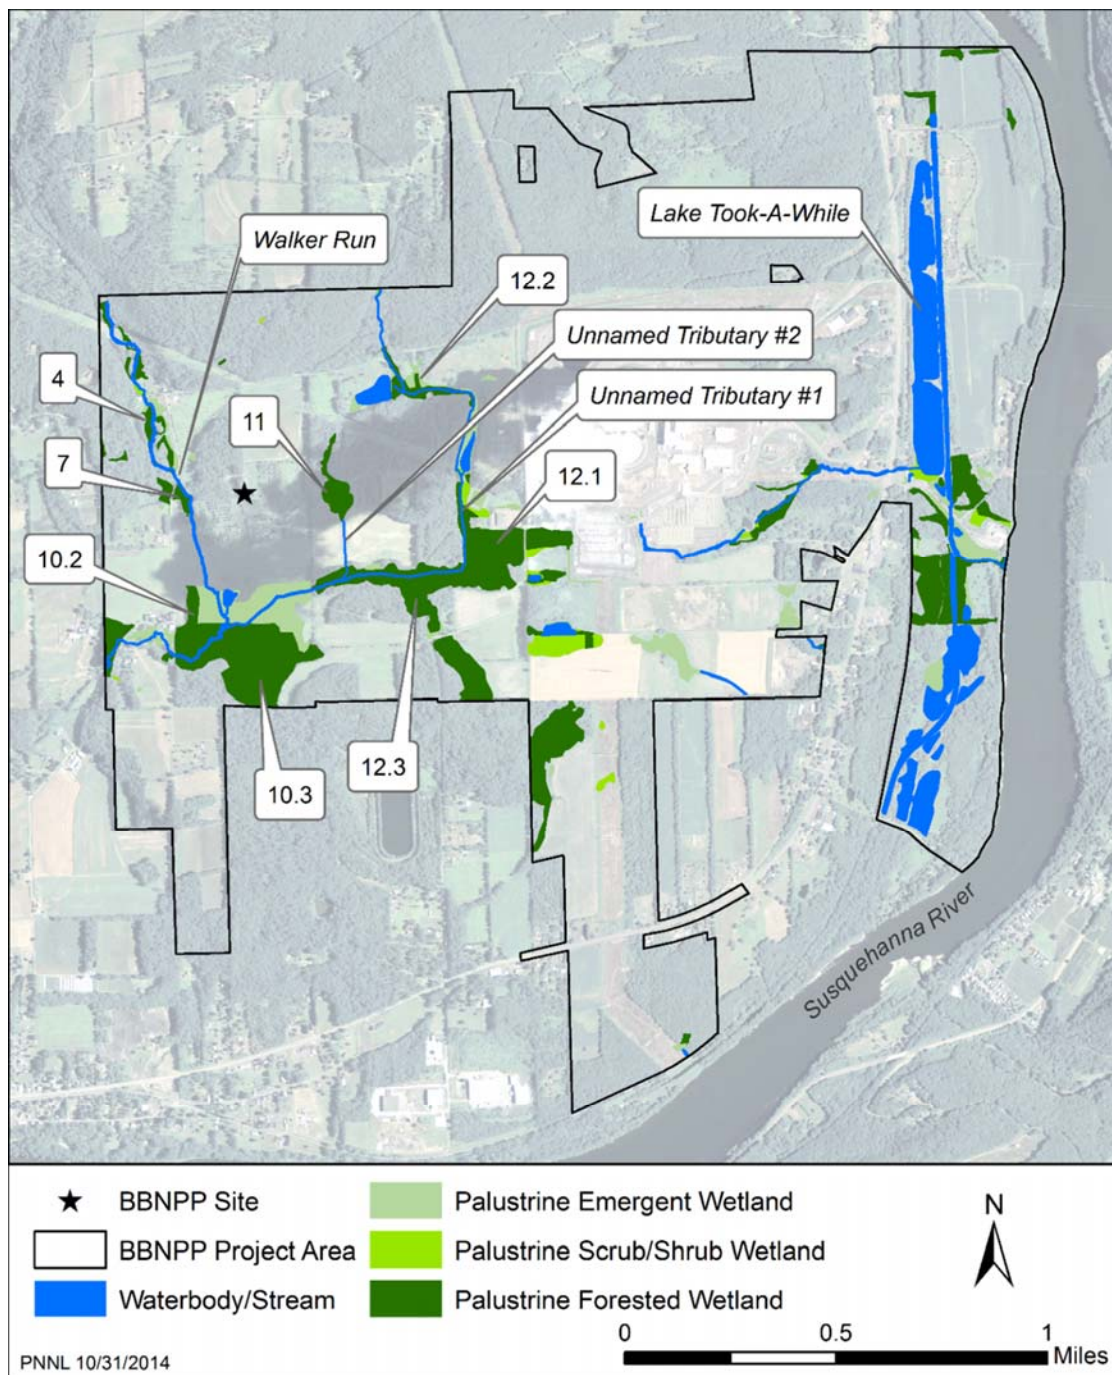 Lake Took-A-While
Walker Run
12.2
Unnamed Tributary #2
4
Unnamed Tributary #1
11
12.1
7
10.2
12.3
10.3
Susquehanna River
BBNPP Site
BBNPP Project Area
Waterbody/Stream
Palustrine Emergent Wetland
Palustrine Scrub/Shrub Wetland
Palustrine Forested Wetland
N
0 0.5 1
Miles
PNNL 10/31/2014